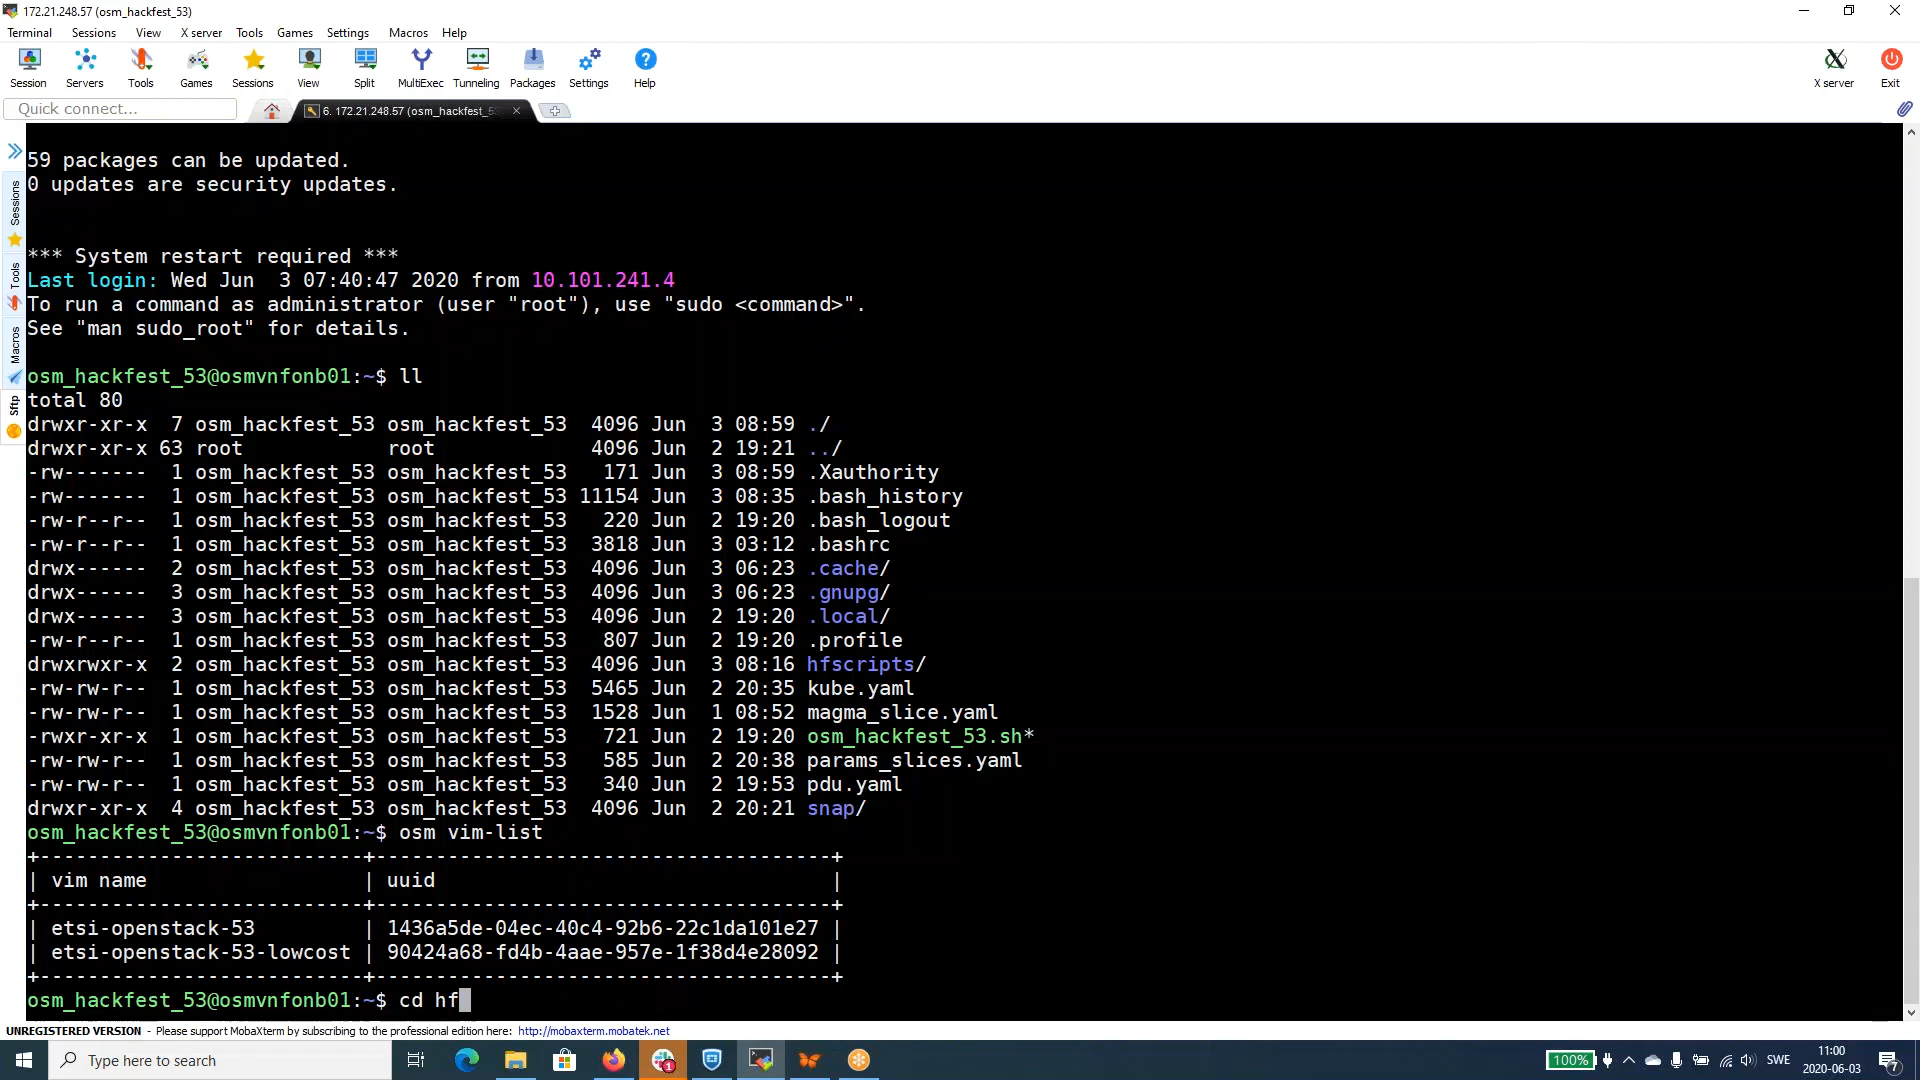 172.21.248.57 (osm_hackfest_53)
Terminal Sessions View X server Tools Games Settings Macros Help
Session Servers Tools Games Sessions View Split MultiExec Tunneling Packages Settings Help X server Exit
Quick connect...
6. 172.21.248.57 (osm_hackfest_5
Sessions
Tools
Macros
Sftp
59 packages can be updated.
0 updates are security updates.
*** System restart required ***
Last login: Wed Jun  3 07:40:47 2020 from 10.101.241.4
To run a command as administrator (user "root"), use "sudo <command>".
See "man sudo_root" for details.
osm_hackfest_53@osmvnfonb01:~$ ll
total 80
drwxr-xr-x  7 osm_hackfest_53 osm_hackfest_53  4096 Jun  3 08:59 ./
drwxr-xr-x 63 root            root             4096 Jun  2 19:21 ../
-rw-------  1 osm_hackfest_53 osm_hackfest_53   171 Jun  3 08:59 .Xauthority
-rw-------  1 osm_hackfest_53 osm_hackfest_53 11154 Jun  3 08:35 .bash_history
-rw-r--r--  1 osm_hackfest_53 osm_hackfest_53   220 Jun  2 19:20 .bash_logout
-rw-r--r--  1 osm_hackfest_53 osm_hackfest_53  3818 Jun  3 03:12 .bashrc
drwx------  2 osm_hackfest_53 osm_hackfest_53  4096 Jun  3 06:23 .cache/
drwx------  3 osm_hackfest_53 osm_hackfest_53  4096 Jun  3 06:23 .gnupg/
drwx------  3 osm_hackfest_53 osm_hackfest_53  4096 Jun  2 19:20 .local/
-rw-r--r--  1 osm_hackfest_53 osm_hackfest_53   807 Jun  2 19:20 .profile
drwxrwxr-x  2 osm_hackfest_53 osm_hackfest_53  4096 Jun  3 08:16 hfscripts/
-rw-rw-r--  1 osm_hackfest_53 osm_hackfest_53  5465 Jun  2 20:35 kube.yaml
-rw-rw-r--  1 osm_hackfest_53 osm_hackfest_53  1528 Jun  1 08:52 magma_slice.yaml
-rwxr-xr-x  1 osm_hackfest_53 osm_hackfest_53   721 Jun  2 19:20 osm_hackfest_53.sh*
-rw-rw-r--  1 osm_hackfest_53 osm_hackfest_53   585 Jun  2 20:38 params_slices.yaml
-rw-rw-r--  1 osm_hackfest_53 osm_hackfest_53   340 Jun  2 19:53 pdu.yaml
drwxr-xr-x  4 osm_hackfest_53 osm_hackfest_53  4096 Jun  2 20:21 snap/
osm_hackfest_53@osmvnfonb01:~$ osm vim-list
+---------------------------+--------------------------------------+
| vim name                  | uuid                                 |
+---------------------------+--------------------------------------+
| etsi-openstack-53         | 1436a5de-04ec-40c4-92b6-22c1da101e27 |
| etsi-openstack-53-lowcost | 90424a68-fd4b-4aae-957e-1f38d4e28092 |
+---------------------------+--------------------------------------+
osm_hackfest_53@osmvnfonb01:~$ cd hf
UNREGISTERED VERSION - Please support MobaXterm by subscribing to the professional edition here: http://mobaxterm.mobatek.net
Type here to search
100% SWE 11:00
2020-06-03
1
7